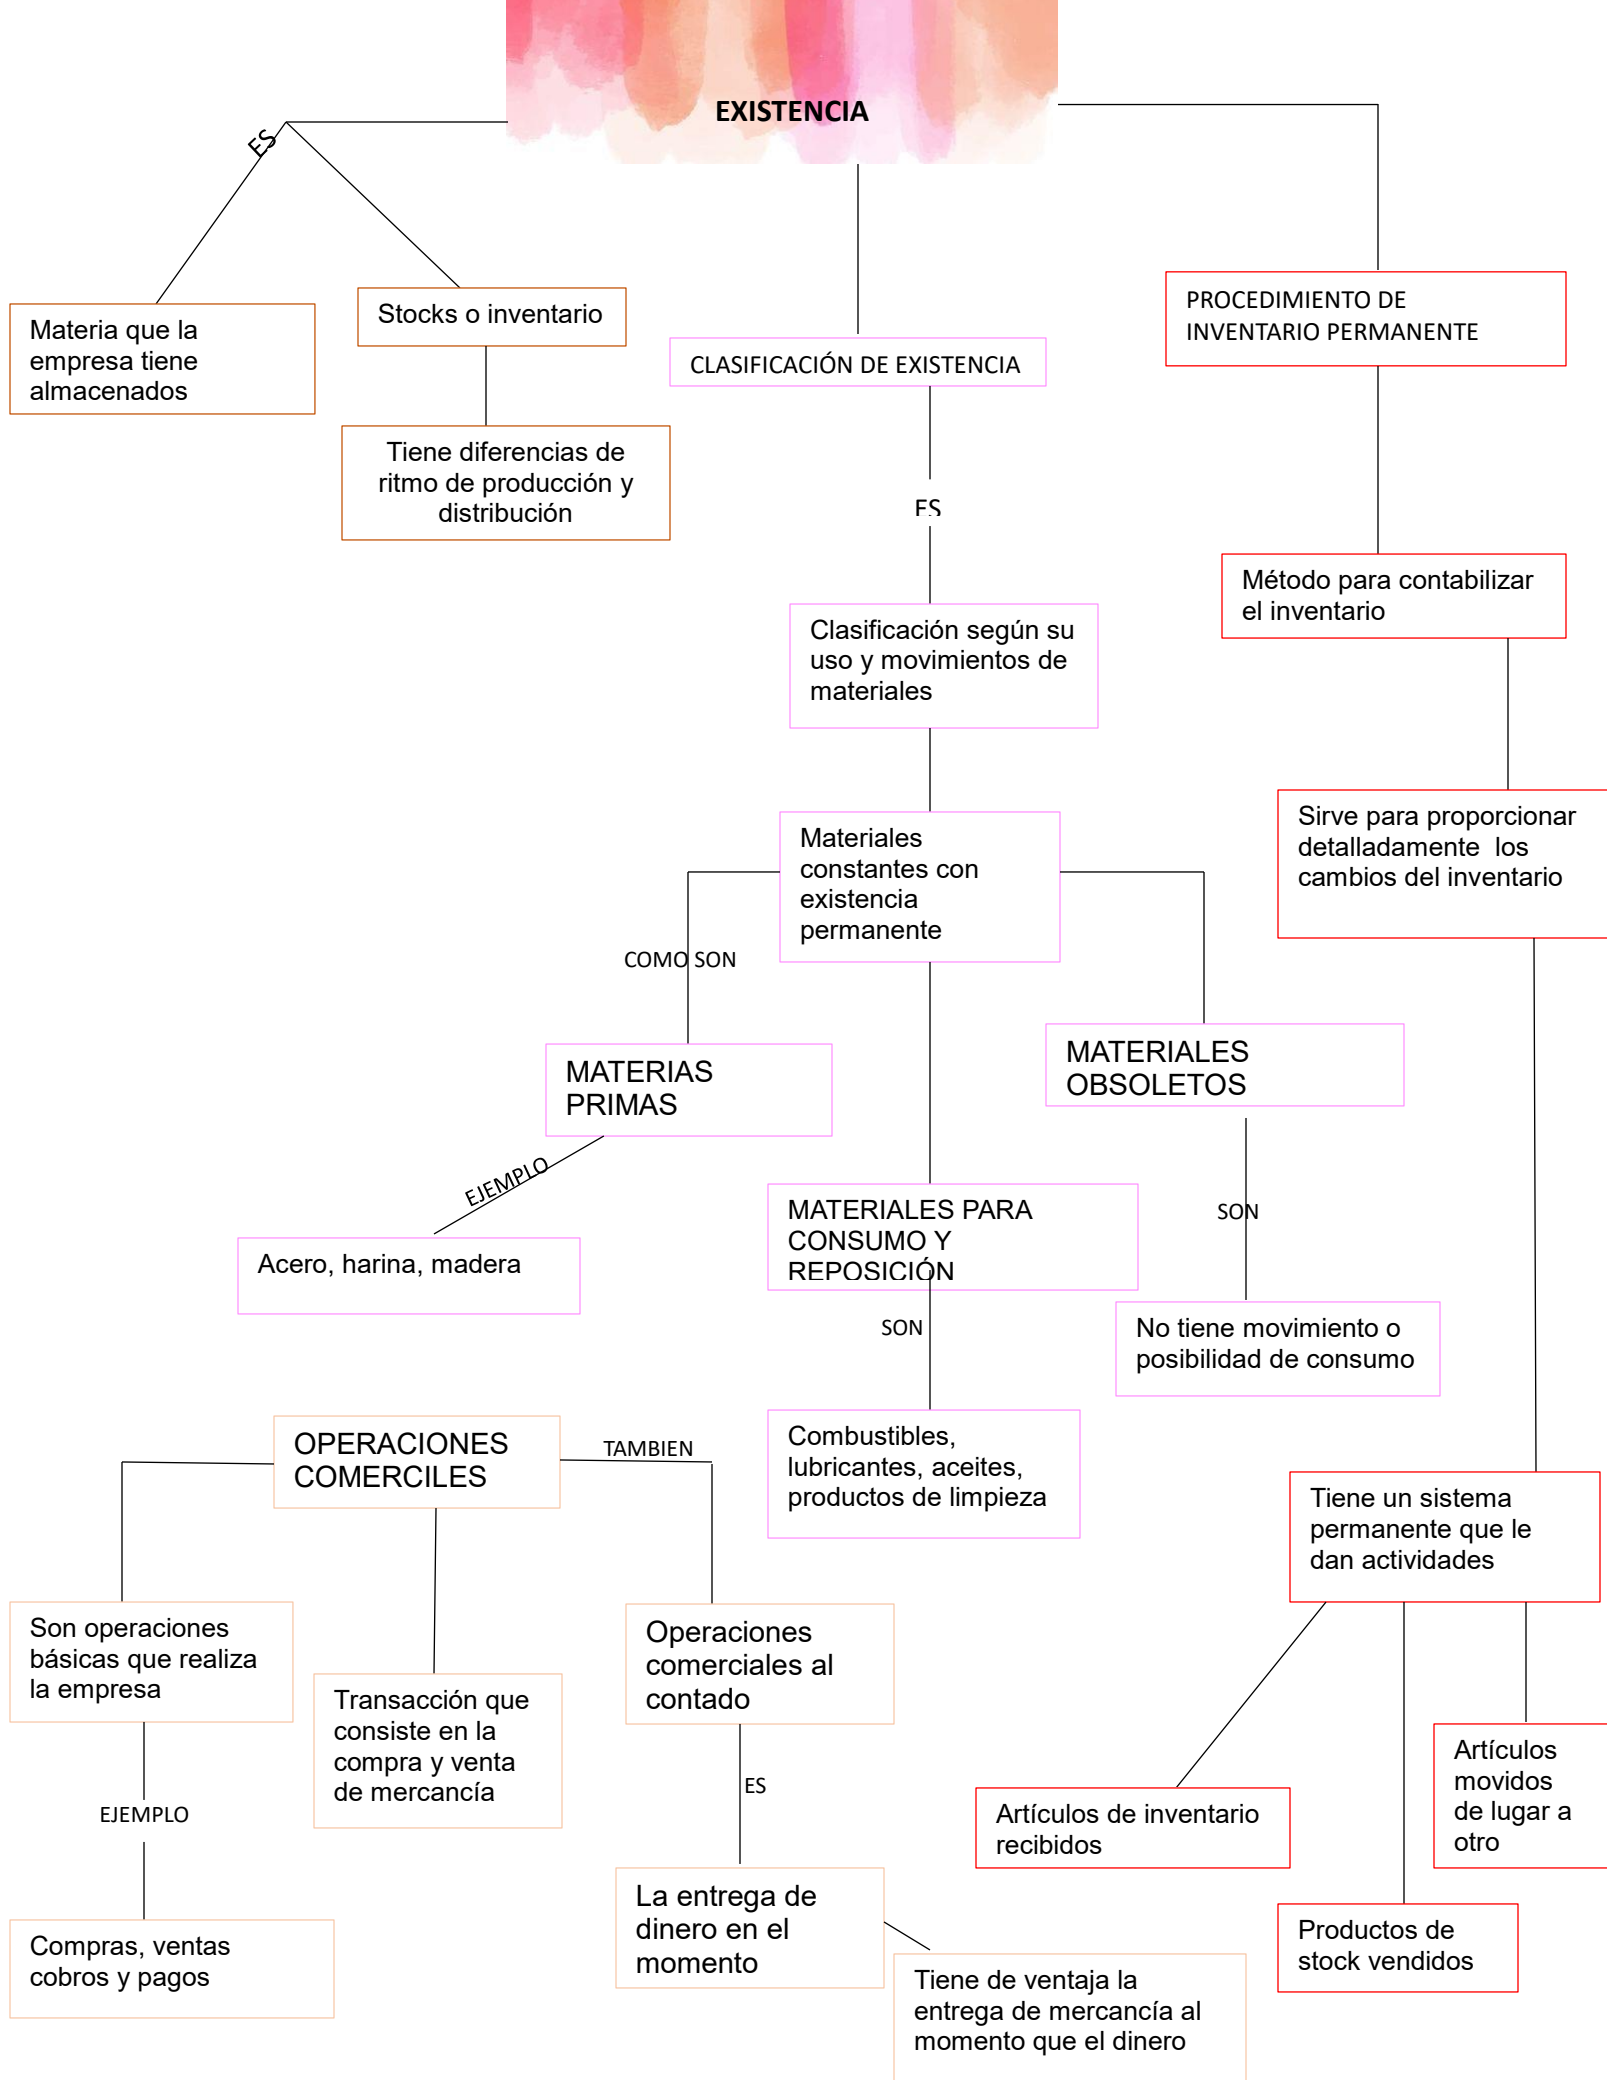 EXISTENCIA
ES
Materia que la
empresa tiene
almacenados
Stocks o inventario
Tiene diferencias de
ritmo de producción y
distribución
CLASIFICACIÓN DE EXISTENCIA
ES
Clasificación según su
uso y movimientos de
materiales
Materiales
constantes con
existencia
permanente
COMO SON
MATERIAS
PRIMAS
EJEMPLO
Acero, harina, madera
MATERIALES PARA
CONSUMO Y
REPOSICIÓN
SON
Combustibles,
lubricantes, aceites,
productos de limpieza
MATERIALES
OBSOLETOS
SON
No tiene movimiento o
posibilidad de consumo
PROCEDIMIENTO DE
INVENTARIO PERMANENTE
Método para contabilizar
el inventario
Sirve para proporcionar
detalladamente  los
cambios del inventario
Tiene un sistema
permanente que le
dan actividades
Artículos de inventario
recibidos
Productos de
stock vendidos
Artículos
movidos
de lugar a
otro
OPERACIONES
COMERCILES
TAMBIEN
Son operaciones
básicas que realiza
la empresa
EJEMPLO
Compras, ventas
cobros y pagos
Transacción que
consiste en la
compra y venta
de mercancía
Operaciones
comerciales al
contado
ES
La entrega de
dinero en el
momento
Tiene de ventaja la
entrega de mercancía al
momento que el dinero